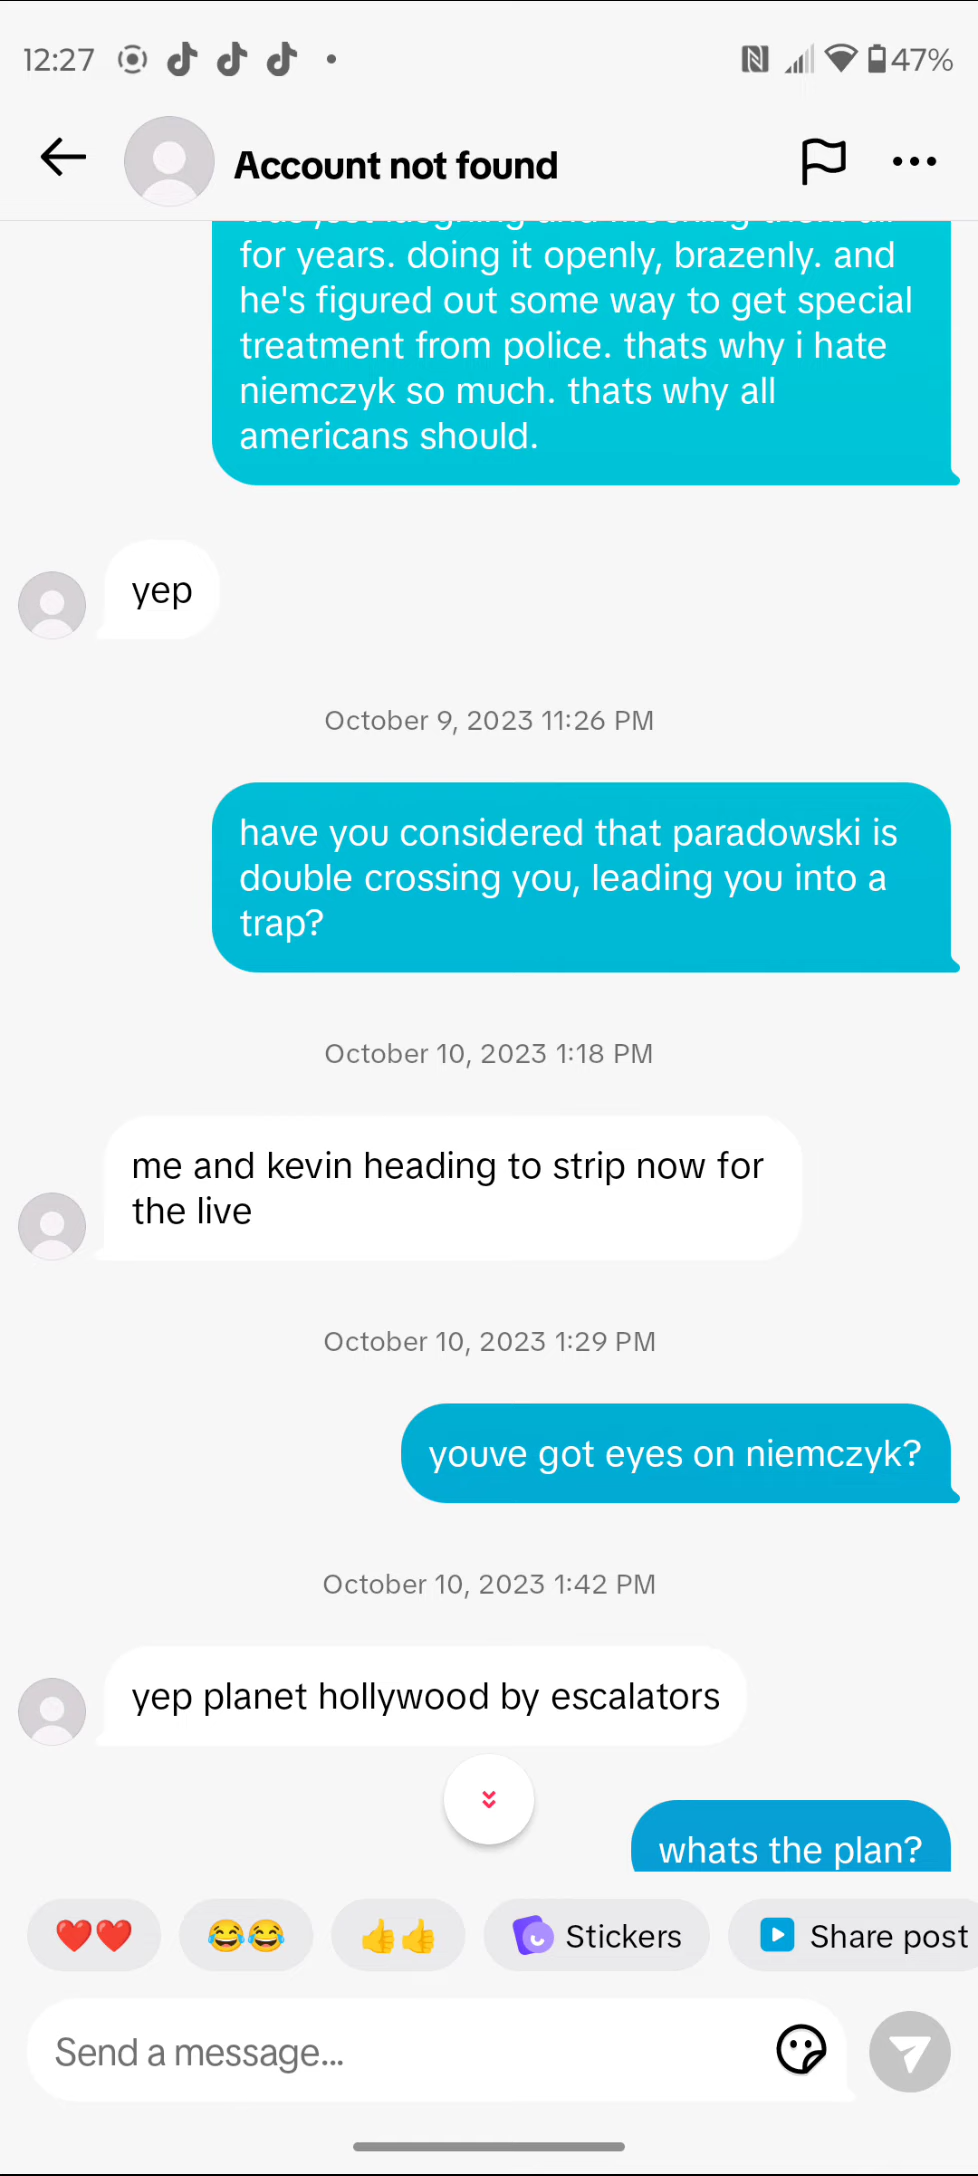 12:27
47%
Account not found
for years. doing it openly, brazenly. and
he's figured out some way to get special
treatment from police. thats why i hate
niemczyk so much. thats why all
americans should.
yep
October 9, 2023 11:26 PM
have you considered that paradowski is
double crossing you, leading you into a
trap?
October 10, 2023 1:18 PM
me and kevin heading to strip now for
the live
October 10, 2023 1:29 PM
youve got eyes on niemczyk?
October 10, 2023 1:42 PM
yep planet hollywood by escalators
whats the plan?
Stickers
Share post
Send a message...